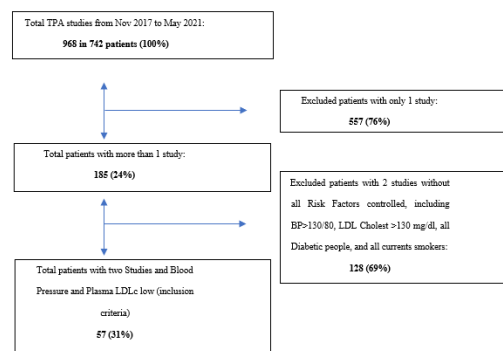 Total TPA studies from Nov 2017 to May 2021:
968 in 742 patients (100%)
Excluded patients with only 1 study:
557 (76%)
Total patients with more than 1 study:
185 (24%)
Excluded patients with 2 studies without
all Risk Factors controlled, including
BP>130/80, LDL Cholest >130 mg/dl, all
Diabetic people, and all currents smokers:
128 (69%)
Total patients with two Studies and Blood
Pressure and Plasma LDLc low (inclusion
criteria)
57 (31%)